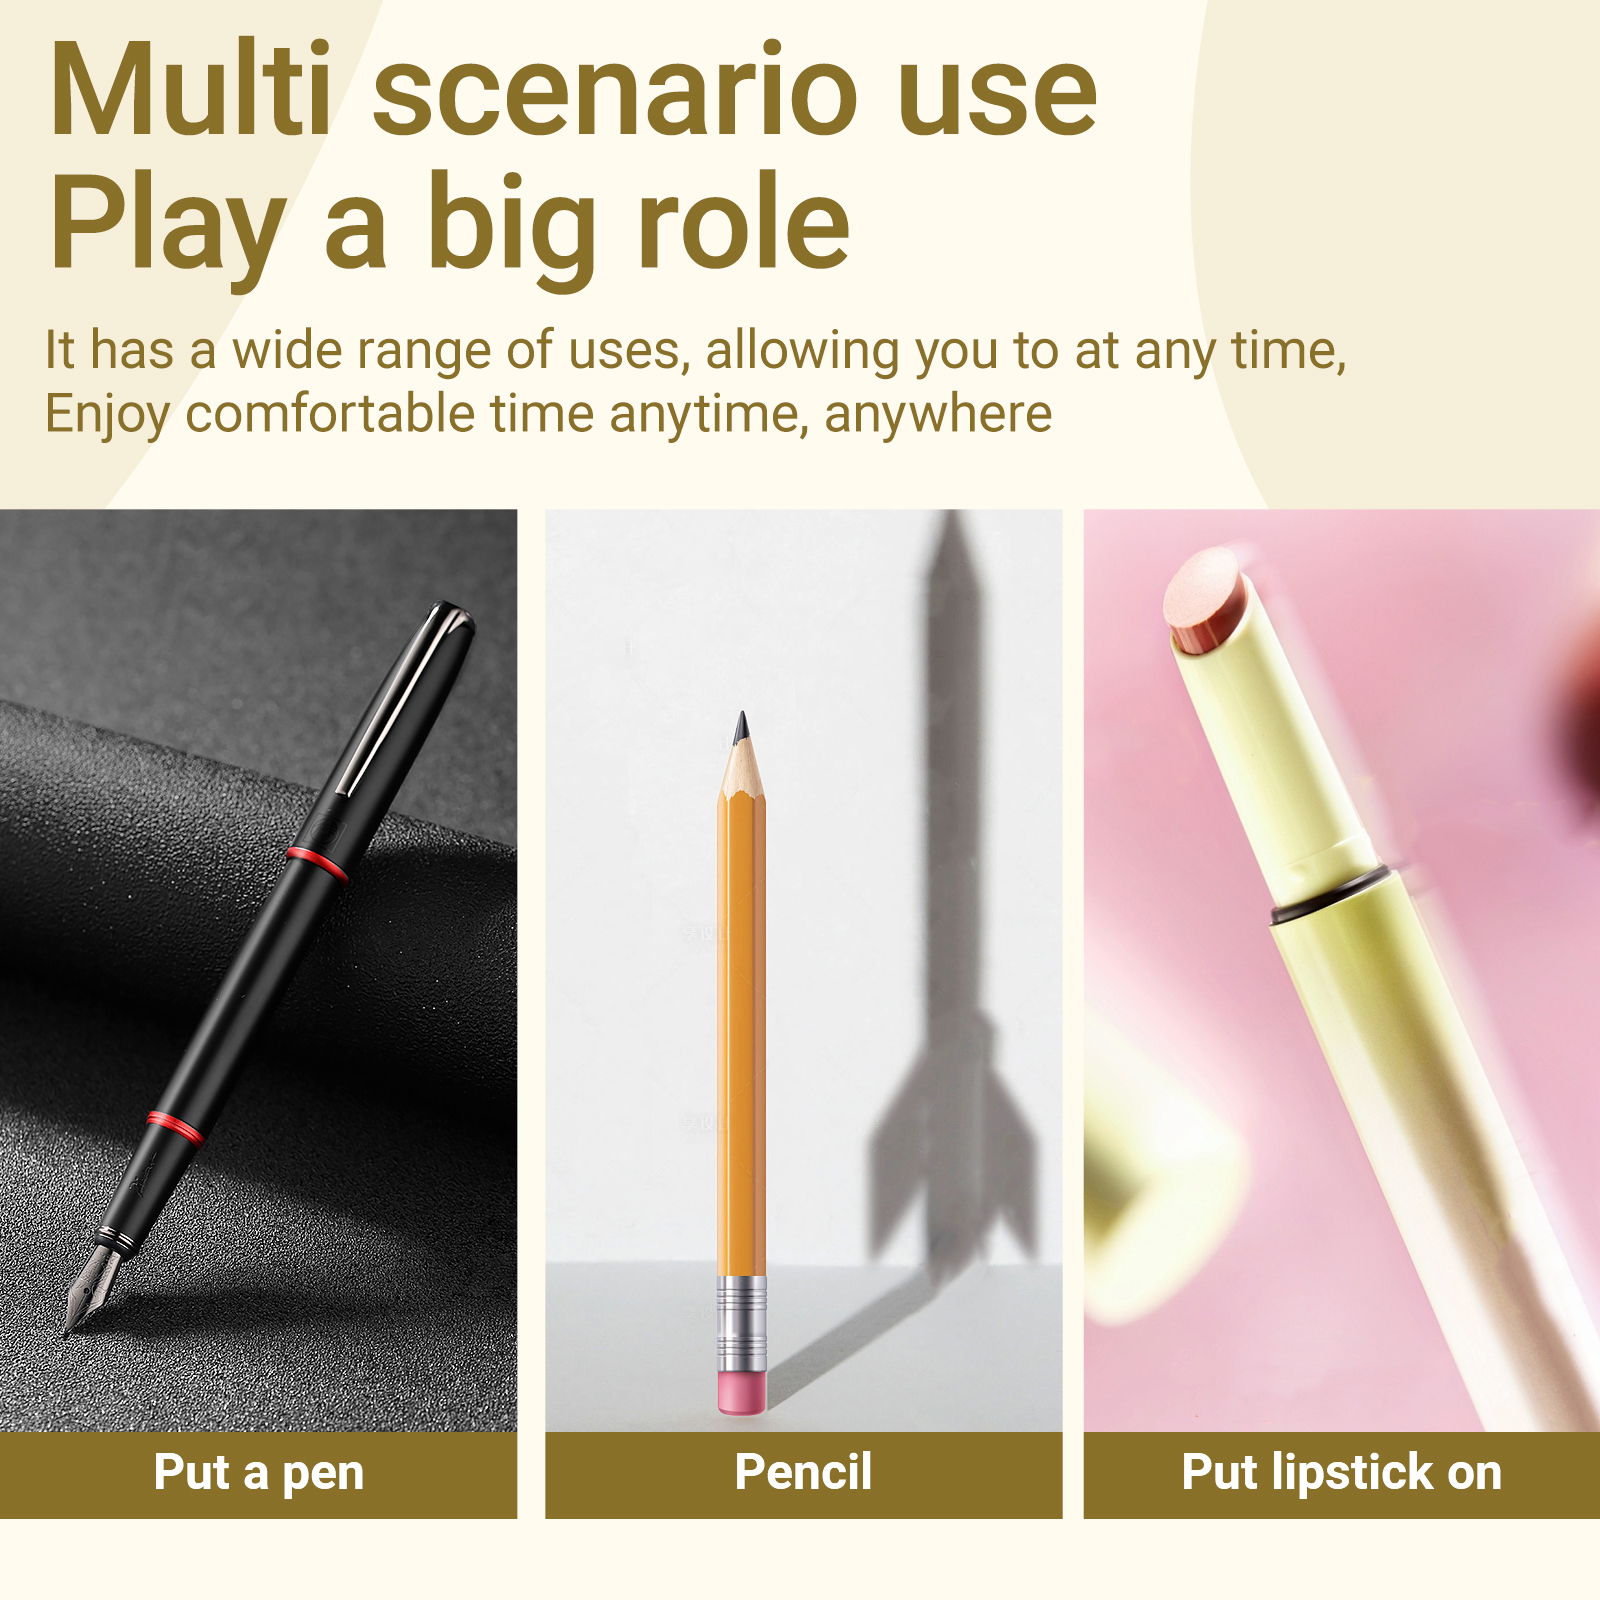 Multi scenario use
Play a big role
It has a wide range of uses, allowing you to at any time,
Enjoy comfortable time anytime, anywhere
Put a pen
Pencil
Put lipstick on